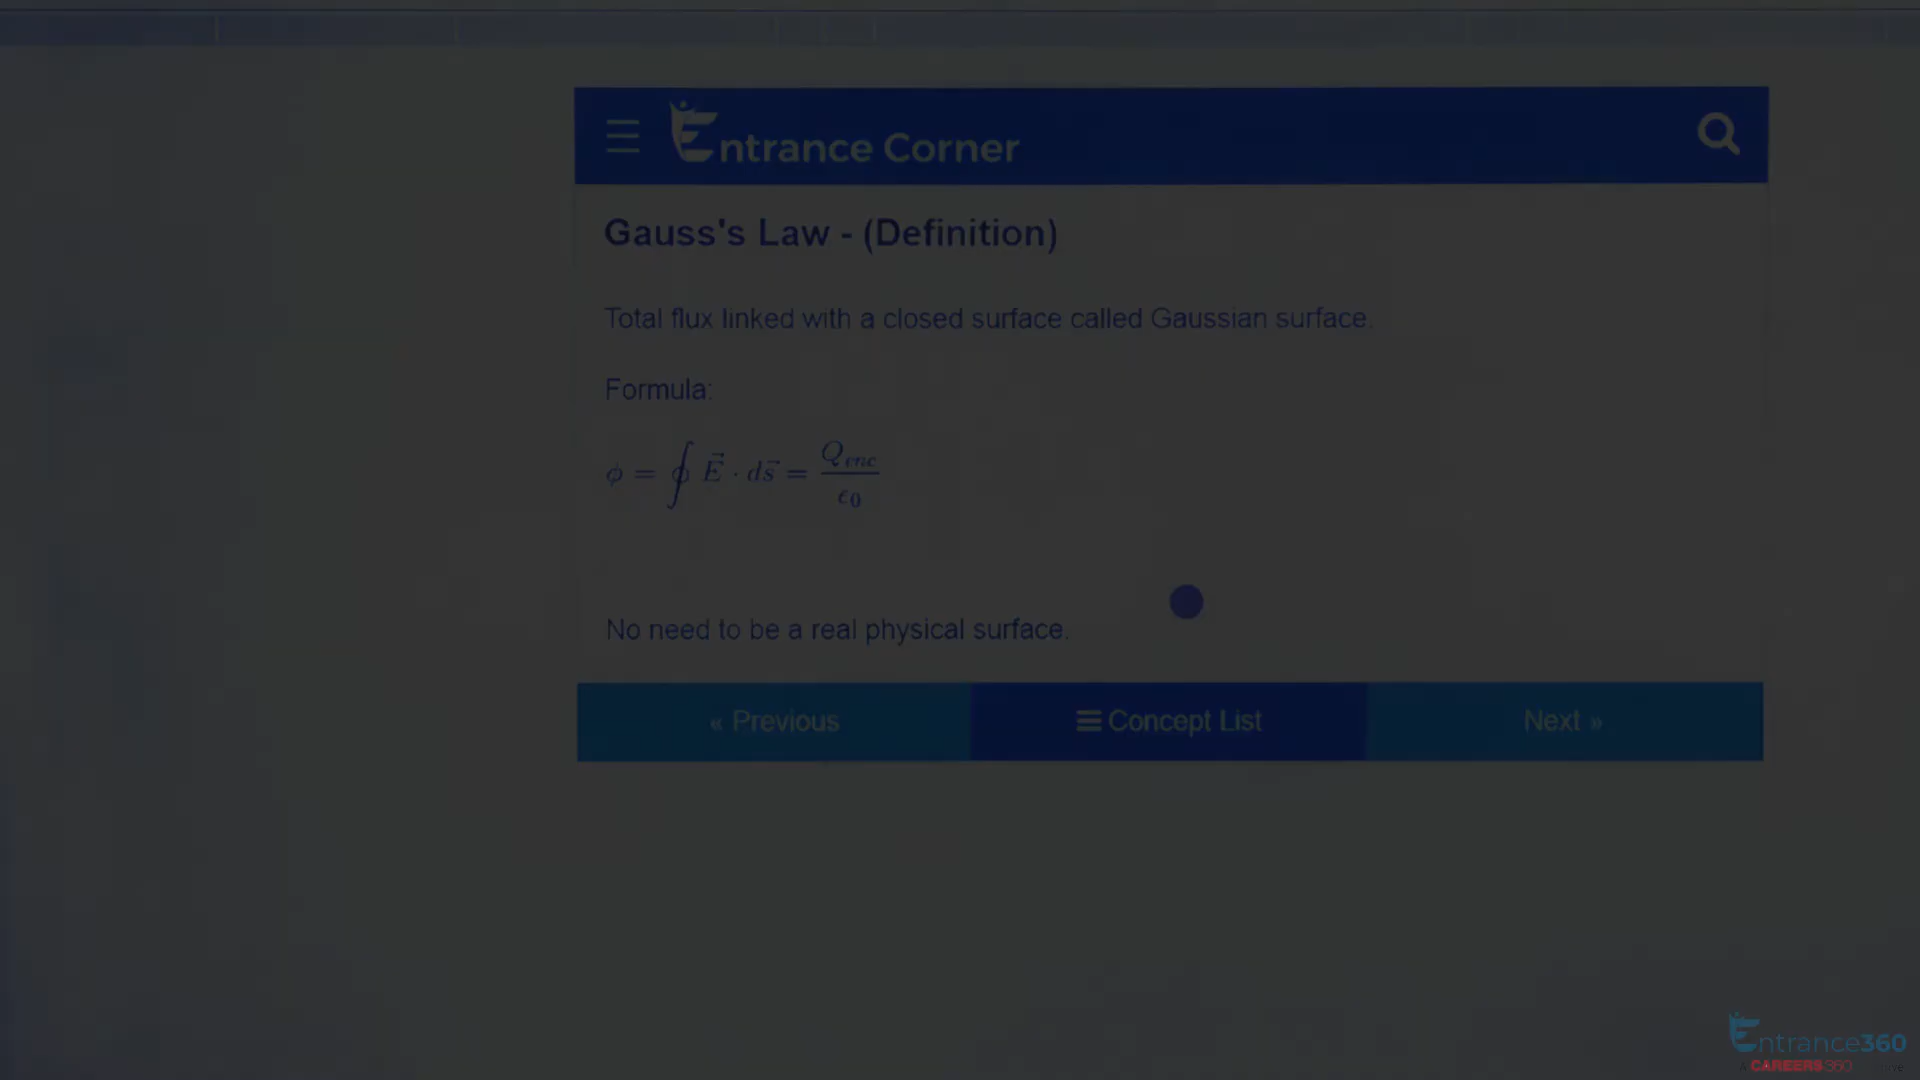 ☰ Entrance Corner
Gauss's Law - (Definition)
Total flux linked with a closed surface called Gaussian surface.
Formula:
ϕ = ∮ E⃗ · ds⃗ = Q_enc / ϵ₀
No need to be a real physical surface.
« Previous ☰ Concept List Next »
Entrance360
CAREERS360